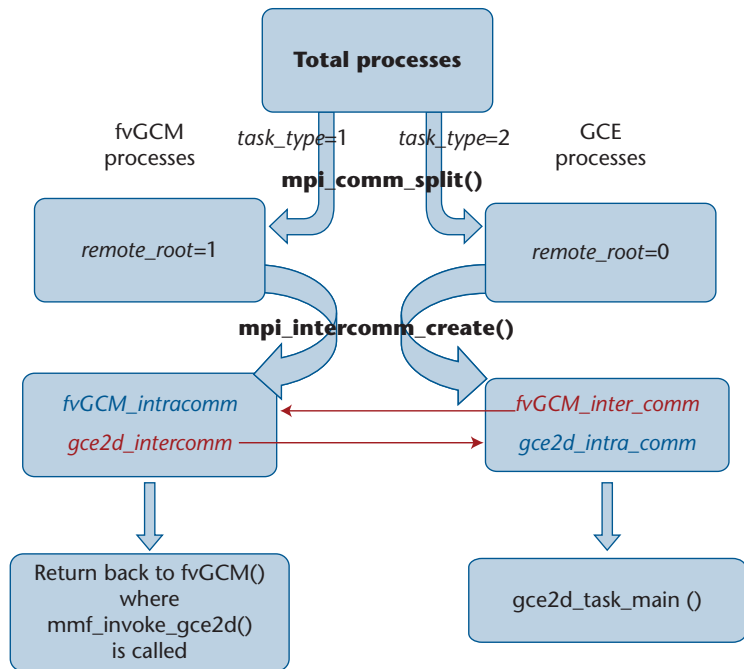 Total processes
fvGCM
processes
task_type=1
task_type=2
GCE
processes
mpi_comm_split()
remote_root=1
remote_root=0
mpi_intercomm_create()
fvGCM_intracomm
gce2d_intercomm
fvGCM_inter_comm
gce2d_intra_comm
Return back to fvGCM()
where
mmf_invoke_gce2d()
is called
gce2d_task_main ()